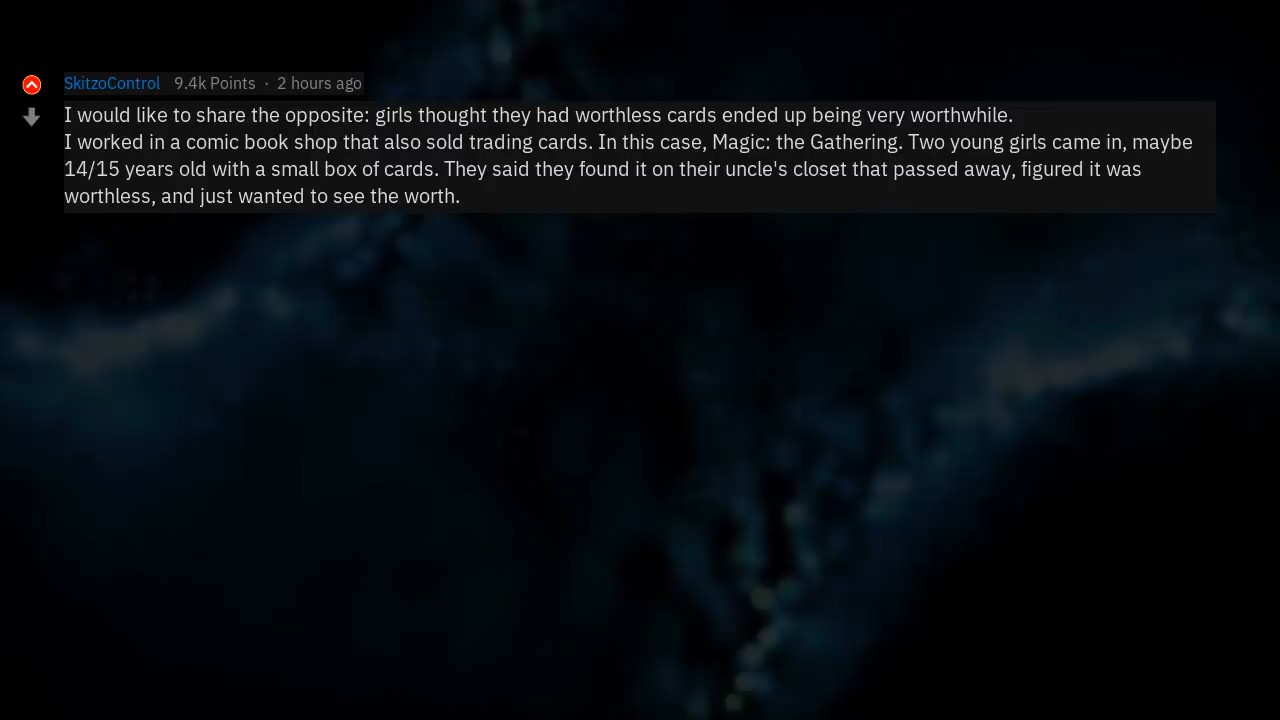 SkitzoControl 9.4k Points · 2 hours ago
I would like to share the opposite: girls thought they had worthless cards ended up being very worthwhile.
I worked in a comic book shop that also sold trading cards. In this case, Magic: the Gathering. Two young girls came in, maybe
14/15 years old with a small box of cards. They said they found it on their uncle's closet that passed away, figured it was
worthless, and just wanted to see the worth.